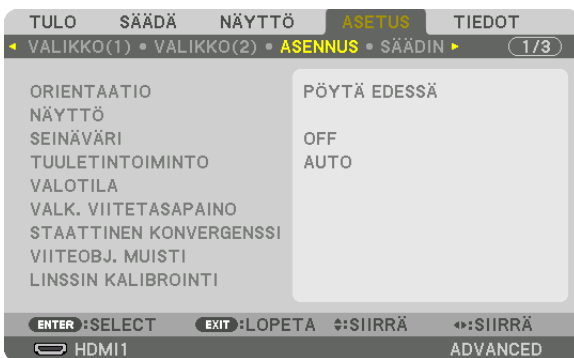 TULO SÄÄDÄ NÄYTTÖ ASETUS TIEDOT
VALIKKO(1) • VALIKKO(2) • ASENNUS • SÄÄDIN 1/3
ORIENTAATIO PÖYTÄ EDESSÄ
NÄYTTÖ
SEINÄVÄRI OFF
TUULETINTOIMINTO AUTO
VALOTILA
VALK. VIITETASAPAINO
STAATTINEN KONVERGENSSI
VIITEOBJ. MUISTI
LINSSIN KALIBROINTI
ENTER :SELECT EXIT :LOPETA :SIIRRÄ :SIIRRÄ
HDMI1 ADVANCED